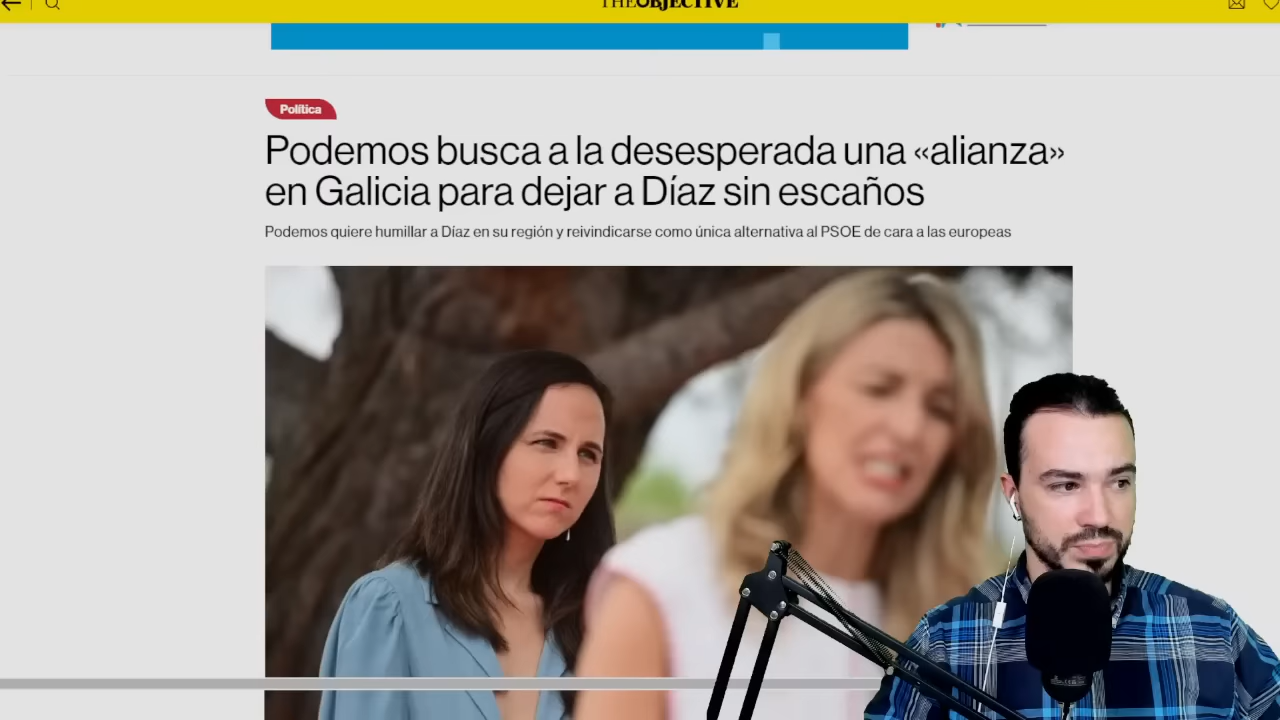 THE OBJECTIVE
Política
Podemos busca a la desesperada una «alianza»
en Galicia para dejar a Díaz sin escaños
Podemos quiere humillar a Díaz en su región y reivindicarse como única alternativa al PSOE de cara a las europeas